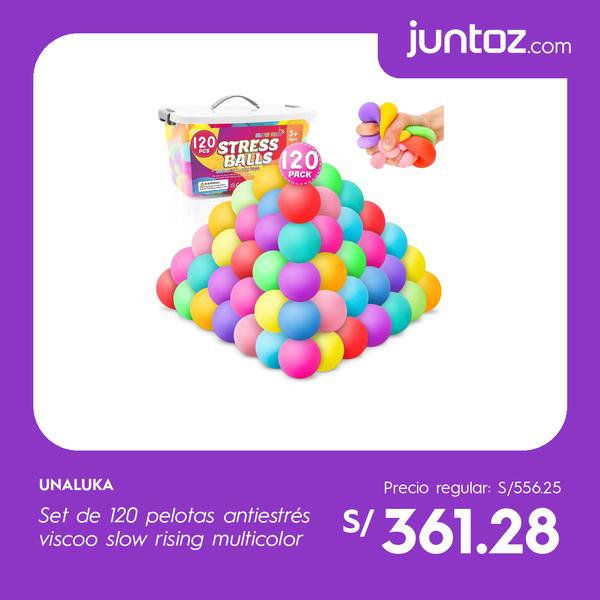 juntoz.com
120
PCS
STRESS
BALLS
3+
WARNING
120
PACK
UNALUKA
Set de 120 pelotas antiestrés
viscoo slow rising multicolor
Precio regular: S/556.25
S/ 361.28